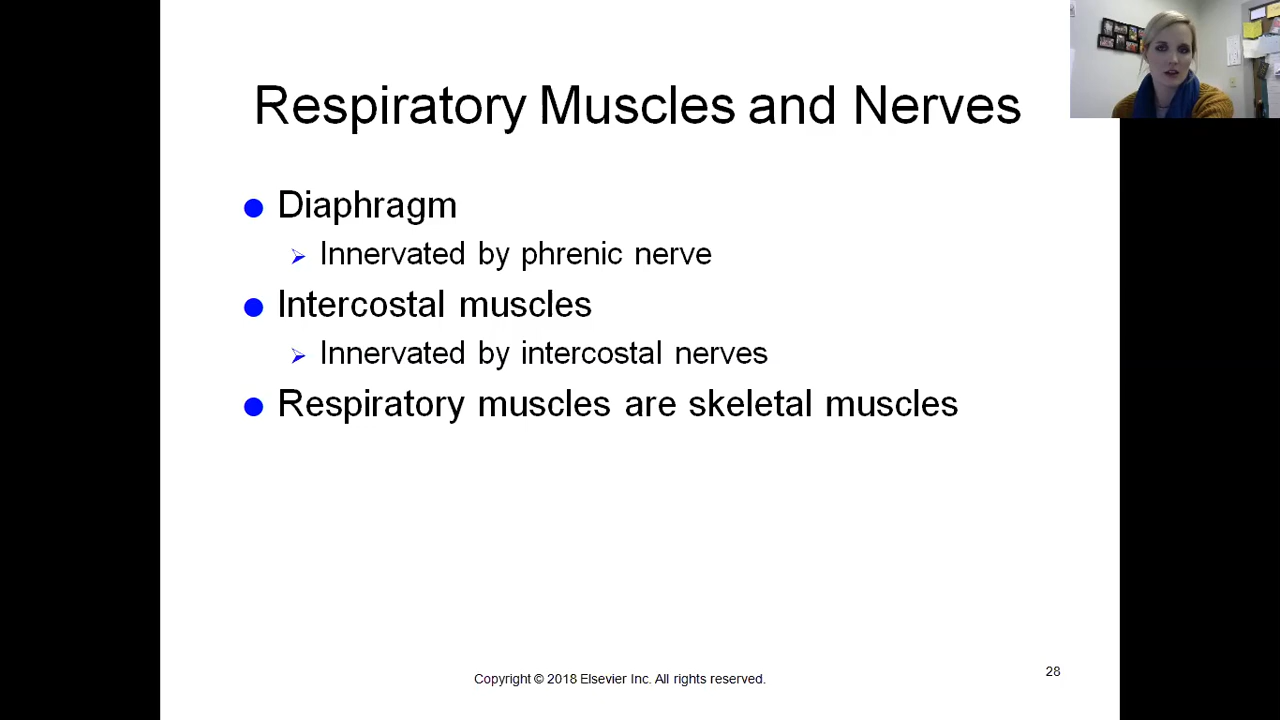 Respiratory Muscles and Nerves
Diaphragm
Innervated by phrenic nerve
Intercostal muscles
Innervated by intercostal nerves
Respiratory muscles are skeletal muscles
Copyright © 2018 Elsevier Inc. All rights reserved.
28